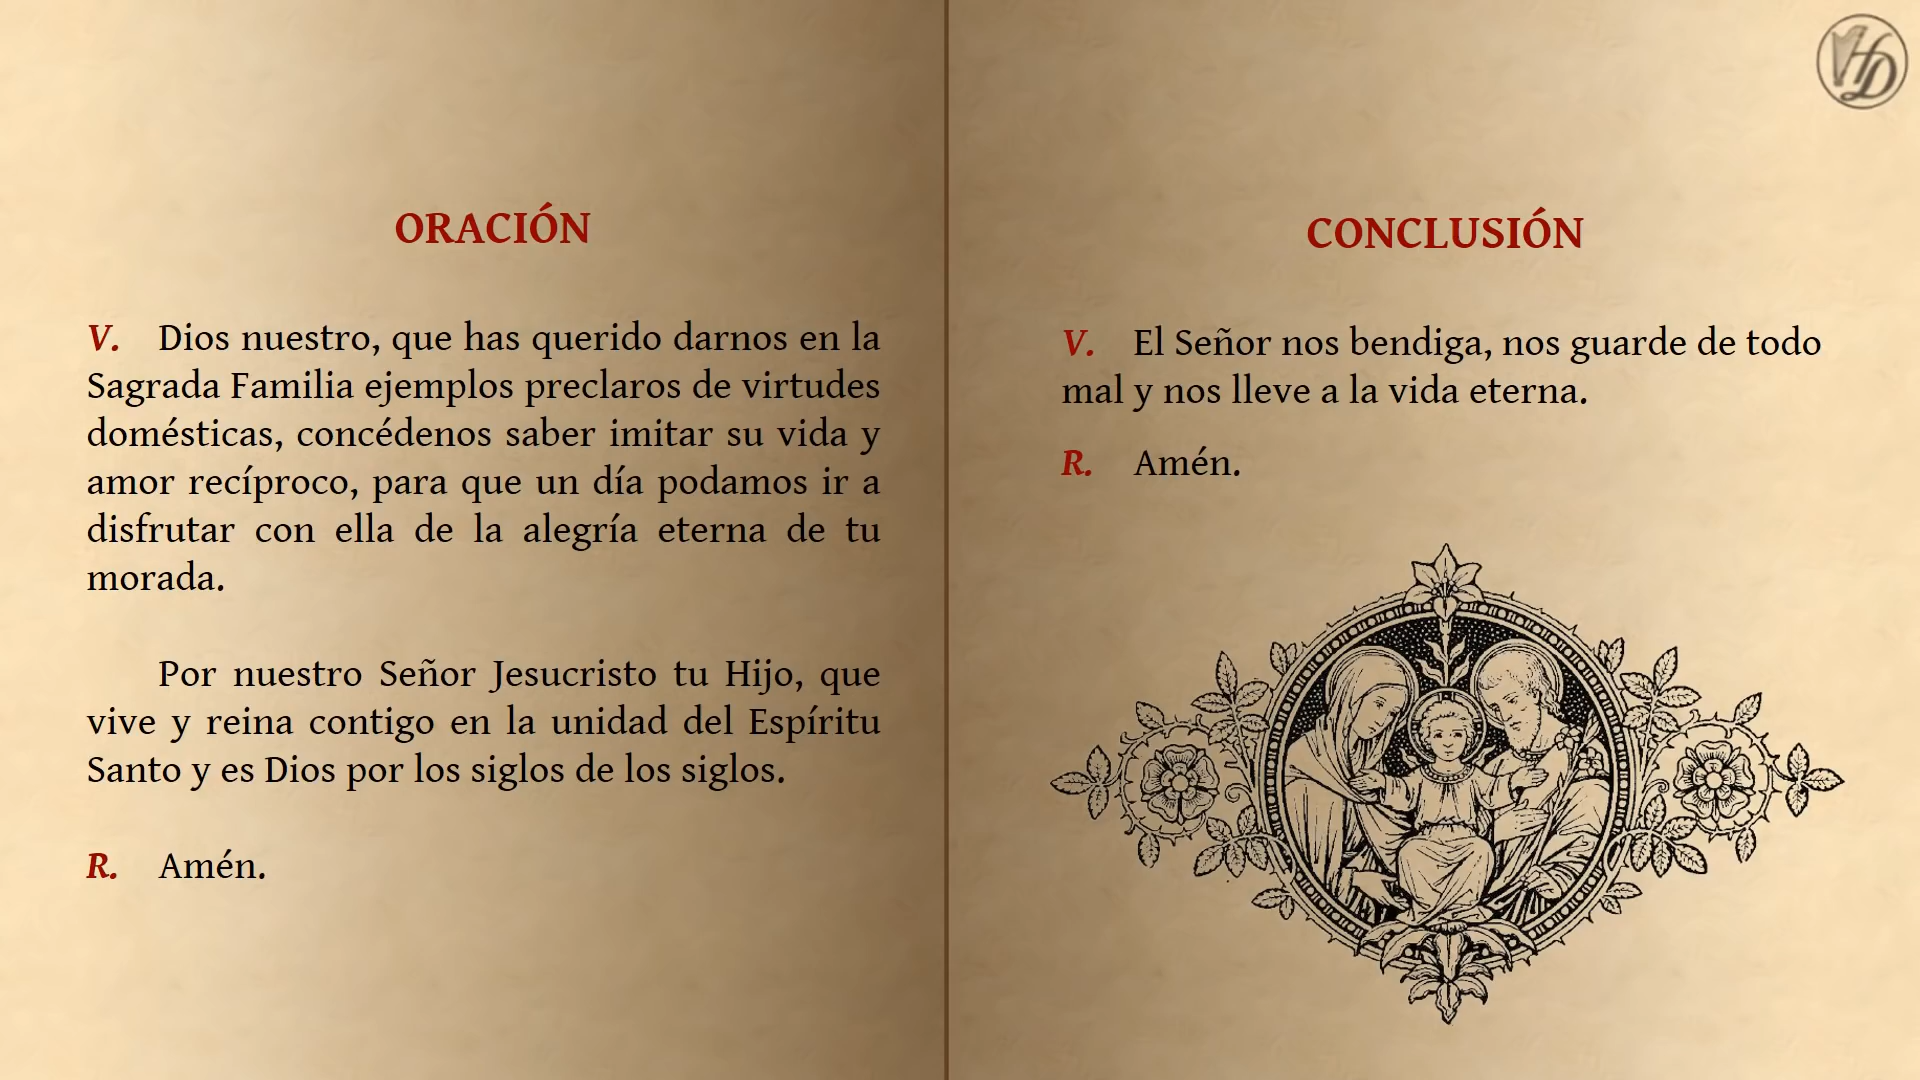 ORACIÓN
V. Dios nuestro, que has querido darnos en la
Sagrada Familia ejemplos preclaros de virtudes
domésticas, concédenos saber imitar su vida y
amor recíproco, para que un día podamos ir a
disfrutar con ella de la alegría eterna de tu
morada.
Por nuestro Señor Jesucristo tu Hijo, que
vive y reina contigo en la unidad del Espíritu
Santo y es Dios por los siglos de los siglos.
R. Amén.
HD
CONCLUSIÓN
V. El Señor nos bendiga, nos guarde de todo
mal y nos lleve a la vida eterna.
R. Amén.